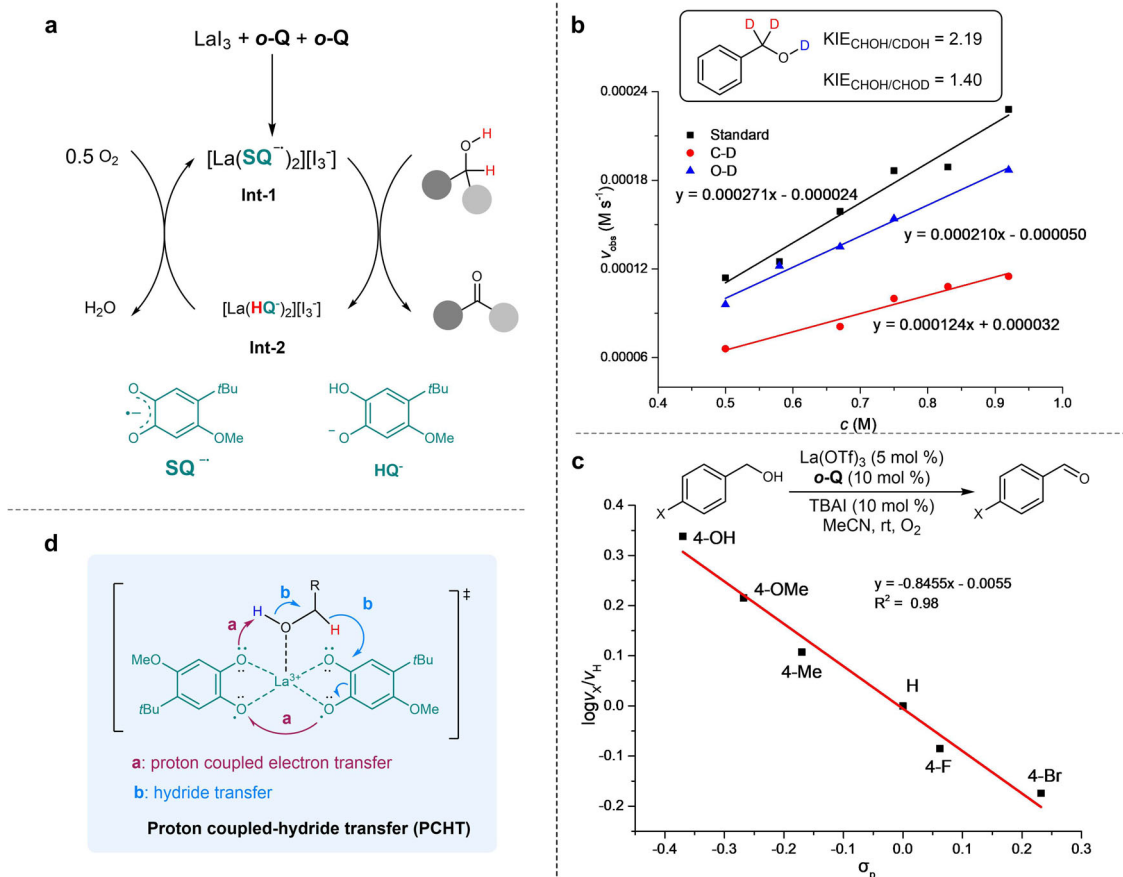 a
LaI3 + o-Q + o-Q
0.5 O2
[La(SQ−•)2][I3−]
Int-1
H2O
[La(HQ-)2][I3−]
Int-2
O
H
H
O
O
O
•−
tBu
OMe
SQ−•
HO
−
O
tBu
OMe
HQ-
b
D
D
O
D
KIECHOH/CDOH = 2.19
KIECHOH/CHOD = 1.40
Standard
C-D
O-D
y = 0.000271x - 0.000024
y = 0.000210x - 0.000050
y = 0.000124x + 0.000032
0.00024
0.00018
0.00012
0.00006
vobs (M s-1)
0.4
0.5
0.6
0.7
0.8
0.9
1.0
c (M)
c
X
OH
La(OTf)3 (5 mol %)
o-Q (10 mol %)
TBAI (10 mol %)
MeCN, rt, O2
X
O
y = -0.8455x - 0.0055
R2 = 0.98
4-OH
4-OMe
4-Me
H
4-F
4-Br
0.4
0.3
0.2
0.1
0.0
-0.1
-0.2
logvX/vH
-0.4
-0.3
-0.2
-0.1
0.0
0.1
0.2
0.3
σp
d
‡
R
b
b
H
O
H
a
MeO
O
O
tBu
La3+
tBu
O
O
OMe
a
a: proton coupled electron transfer
b: hydride transfer
Proton coupled-hydride transfer (PCHT)